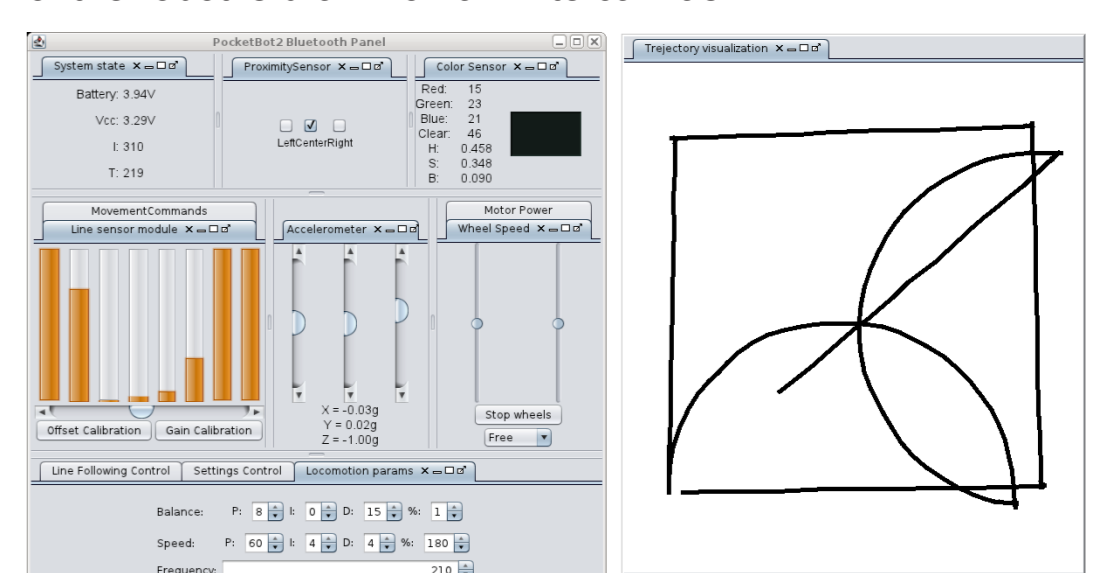 PocketBot2 Bluetooth Panel
System state
Battery: 3.94V
Vcc: 3.29V
I: 310
T: 219
ProximitySensor
LeftCenterRight
Color Sensor
Red: 15
Green: 23
Blue: 21
Clear: 46
H: 0.458
S: 0.348
B: 0.090
MovementCommands
Line sensor module
Offset Calibration Gain Calibration
Accelerometer
X = -0.03g
Y = 0.02g
Z = -1.00g
Motor Power
Wheel Speed
Stop wheels
Free
Line Following Control Settings Control Locomotion params
Balance: P: 8 I: 0 D: 15 %: 1
Speed: P: 60 I: 4 D: 4 %: 180
Frequency: 210
Trejectory visualization